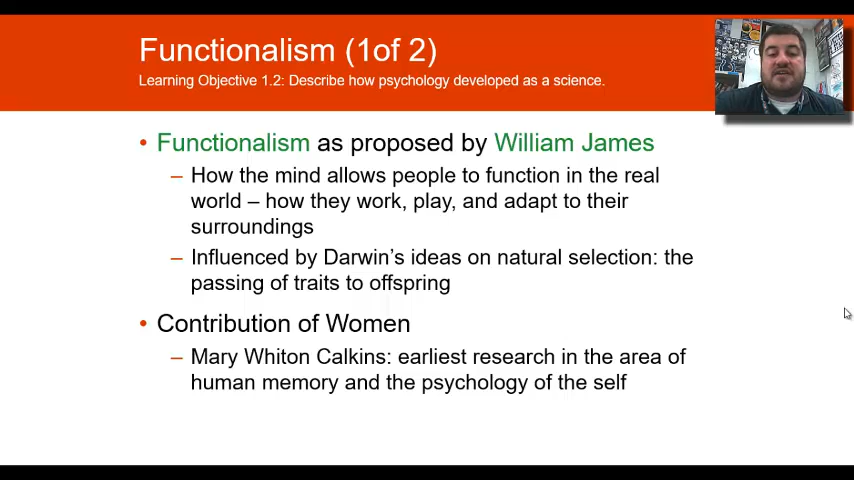 Functionalism (1of 2)
Learning Objective 1.2: Describe how psychology developed as a science.
• Functionalism as proposed by William James
– How the mind allows people to function in the real
world – how they work, play, and adapt to their
surroundings
– Influenced by Darwin's ideas on natural selection: the
passing of traits to offspring
• Contribution of Women
– Mary Whiton Calkins: earliest research in the area of
human memory and the psychology of the self